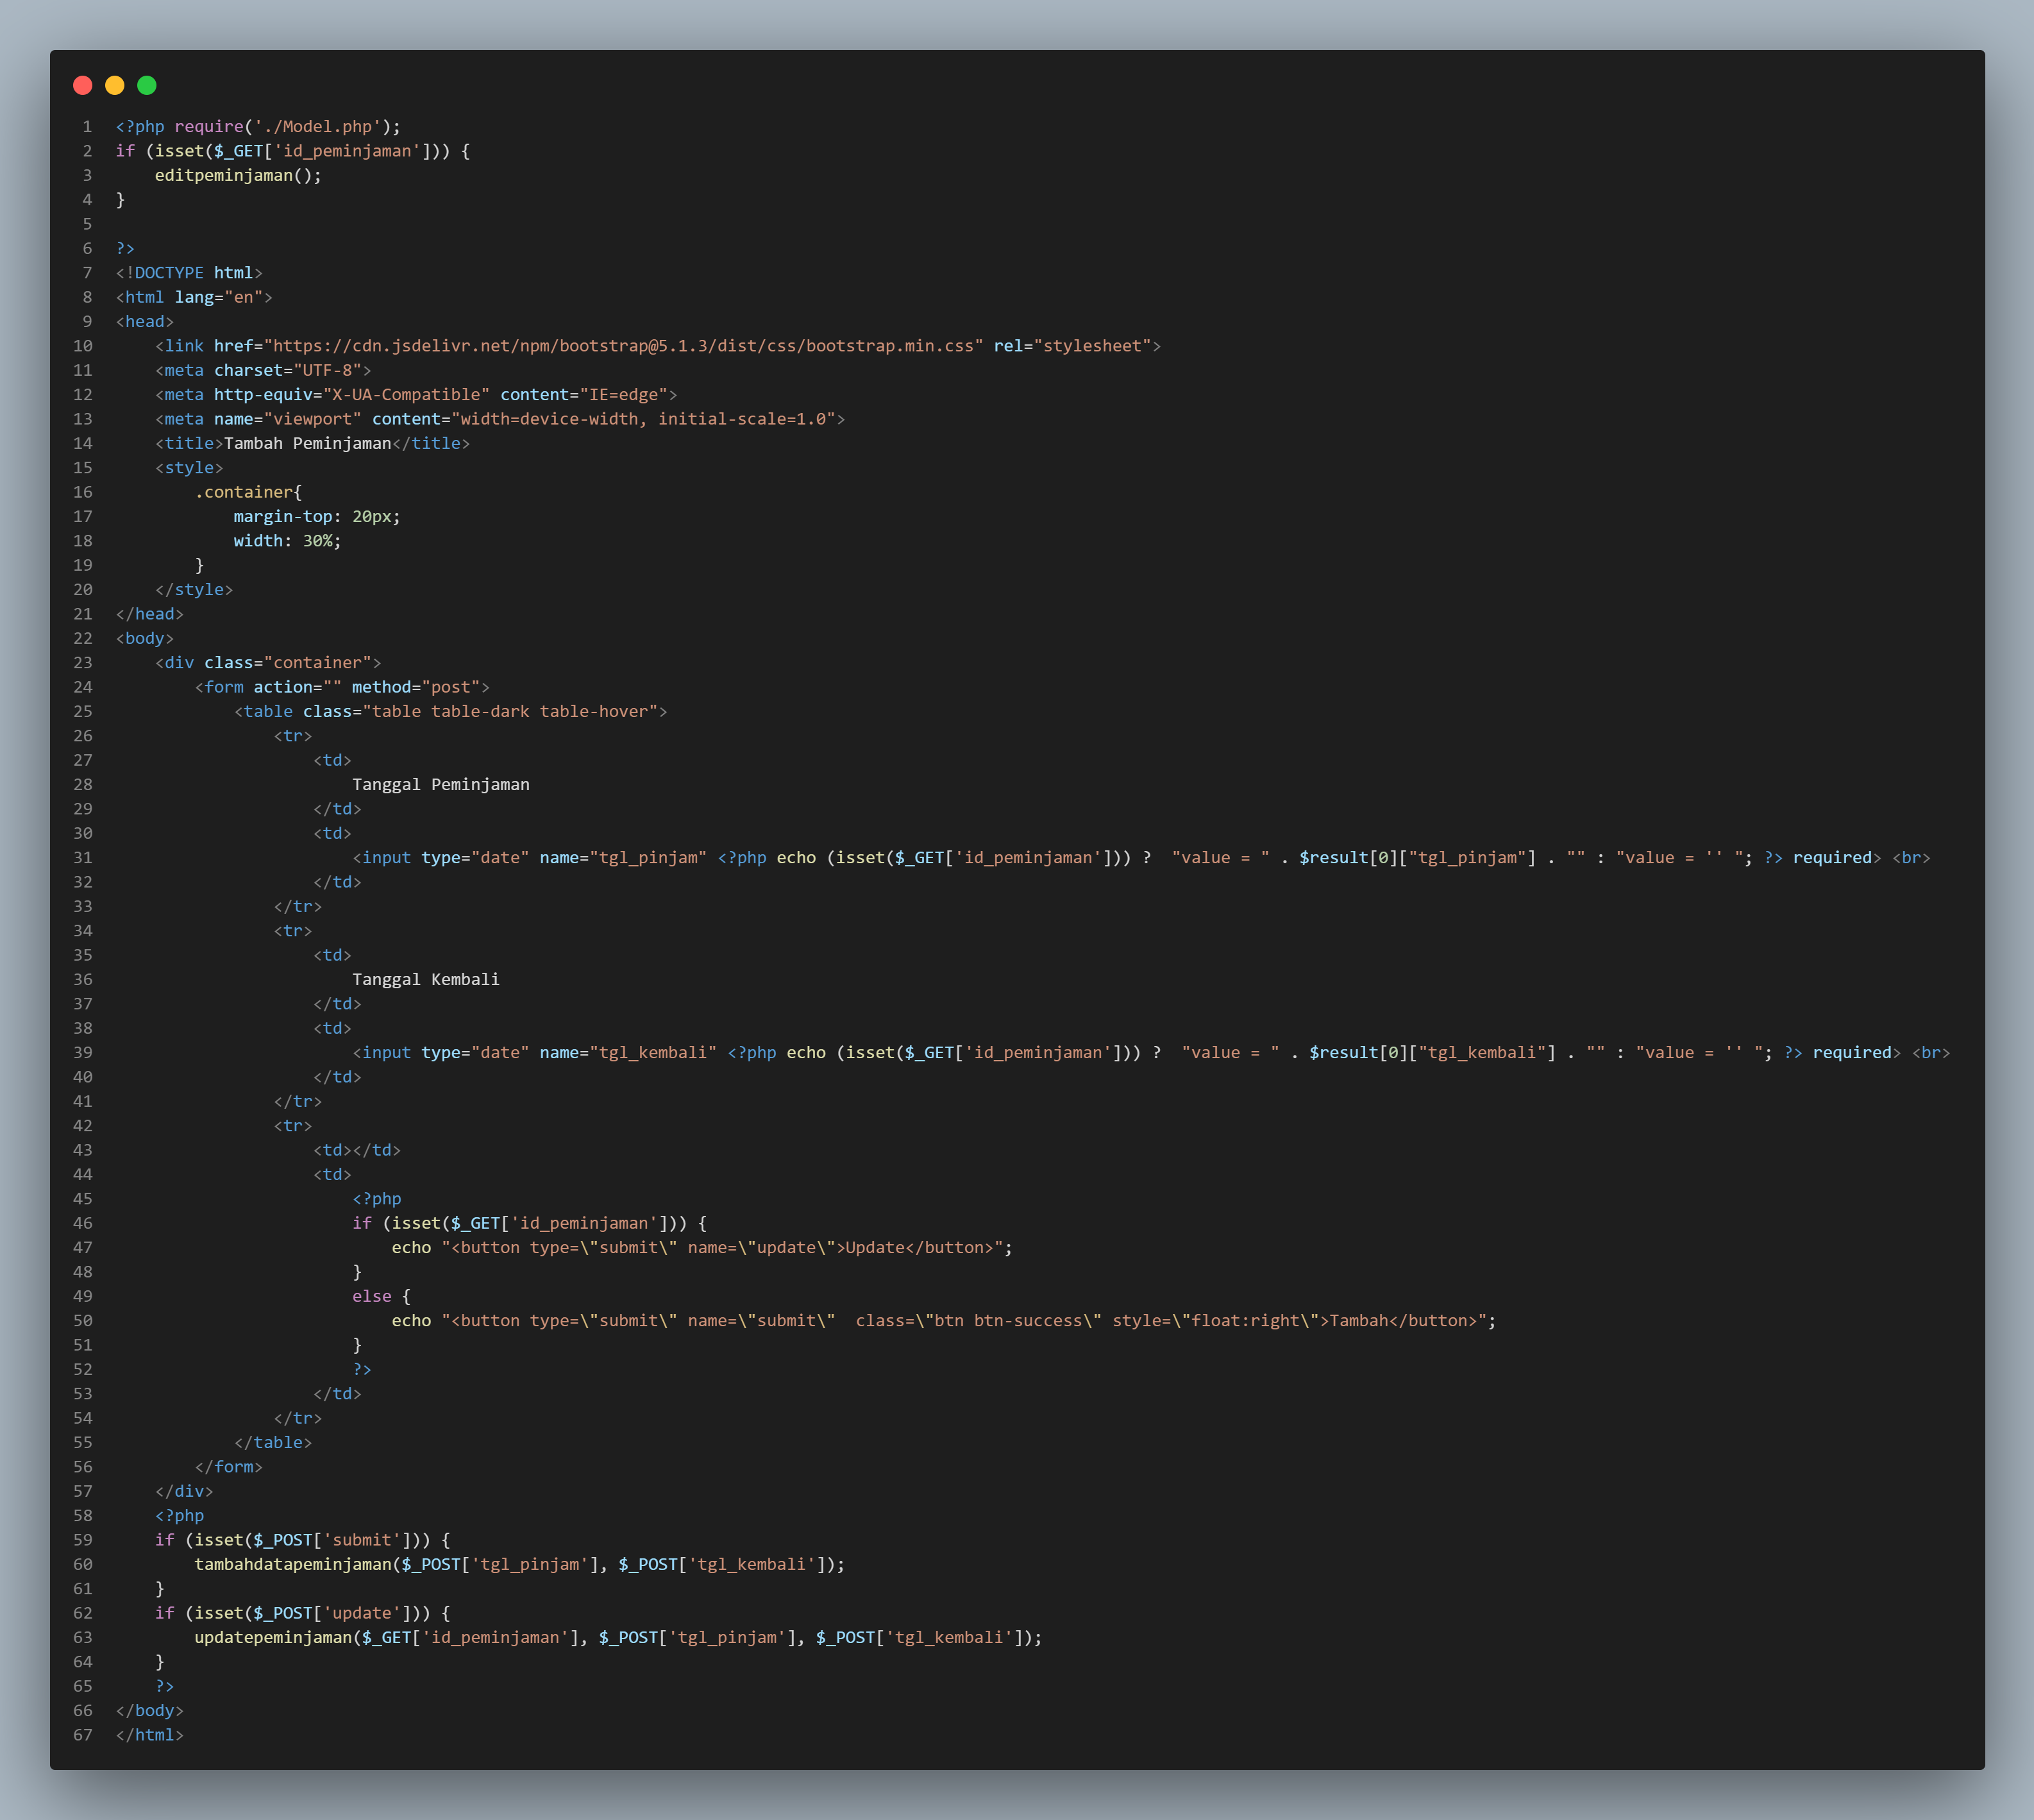 1 <?php require('./Model.php');
2 if (isset($_GET['id_peminjaman'])) {
3     editpeminjaman();
4 }
5
6 ?>
7 <!DOCTYPE html>
8 <html lang="en">
9 <head>
10     <link href="https://cdn.jsdelivr.net/npm/bootstrap@5.1.3/dist/css/bootstrap.min.css" rel="stylesheet">
11     <meta charset="UTF-8">
12     <meta http-equiv="X-UA-Compatible" content="IE=edge">
13     <meta name="viewport" content="width=device-width, initial-scale=1.0">
14     <title>Tambah Peminjaman</title>
15     <style>
16         .container{
17             margin-top: 20px;
18             width: 30%;
19         }
20     </style>
21 </head>
22 <body>
23     <div class="container">
24         <form action="" method="post">
25             <table class="table table-dark table-hover">
26                 <tr>
27                     <td>
28                         Tanggal Peminjaman
29                     </td>
30                     <td>
31                         <input type="date" name="tgl_pinjam" <?php echo (isset($_GET['id_peminjaman'])) ?  "value = " . $result[0]["tgl_pinjam"] . "" : "value = '' "; ?> required> <br>
32                     </td>
33                 </tr>
34                 <tr>
35                     <td>
36                         Tanggal Kembali
37                     </td>
38                     <td>
39                         <input type="date" name="tgl_kembali" <?php echo (isset($_GET['id_peminjaman'])) ?  "value = " . $result[0]["tgl_kembali"] . "" : "value = '' "; ?> required> <br>
40                     </td>
41                 </tr>
42                 <tr>
43                     <td></td>
44                     <td>
45                         <?php
46                         if (isset($_GET['id_peminjaman'])) {
47                             echo "<button type=\"submit\" name=\"update\">Update</button>";
48                         }
49                         else {
50                             echo "<button type=\"submit\" name=\"submit\"  class=\"btn btn-success\" style=\"float:right\">Tambah</button>";
51                         }
52                         ?>
53                     </td>
54                 </tr>
55             </table>
56         </form>
57     </div>
58     <?php
59     if (isset($_POST['submit'])) {
60         tambahdatapeminjaman($_POST['tgl_pinjam'], $_POST['tgl_kembali']);
61     }
62     if (isset($_POST['update'])) {
63         updatepeminjaman($_GET['id_peminjaman'], $_POST['tgl_pinjam'], $_POST['tgl_kembali']);
64     }
65     ?>
66 </body>
67 </html>